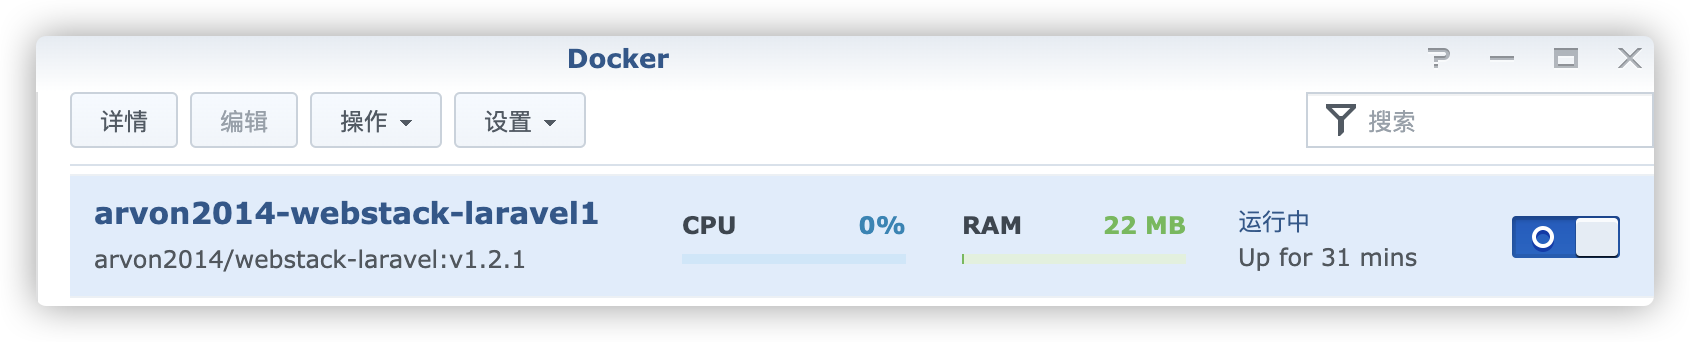 Docker
详情 编辑 操作 设置 搜索
arvon2014-webstack-laravel1
arvon2014/webstack-laravel:v1.2.1
CPU 0%
RAM 22 MB
运行中
Up for 31 mins